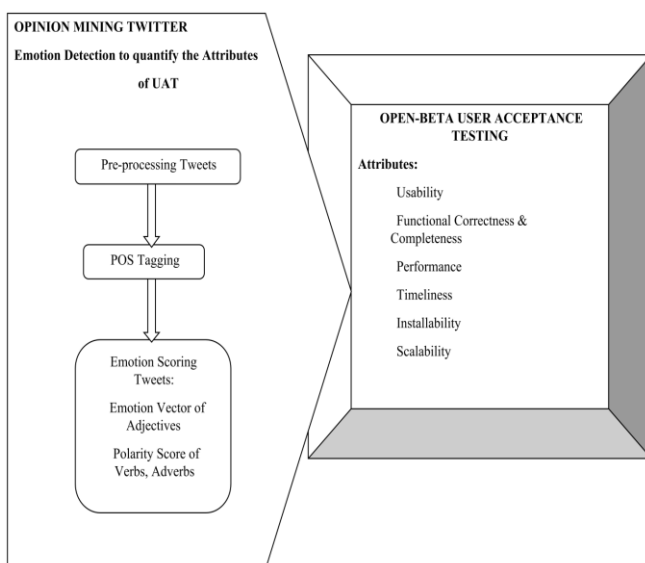 OPINION MINING TWITTER
Emotion Detection to quantify the Attributes
of UAT
Pre-processing Tweets
POS Tagging
Emotion Scoring
Tweets:
Emotion Vector of
Adjectives
Polarity Score of
Verbs, Adverbs
OPEN-BETA USER ACCEPTANCE
TESTING
Attributes:
Usability
Functional Correctness &
Completeness
Performance
Timeliness
Installability
Scalability